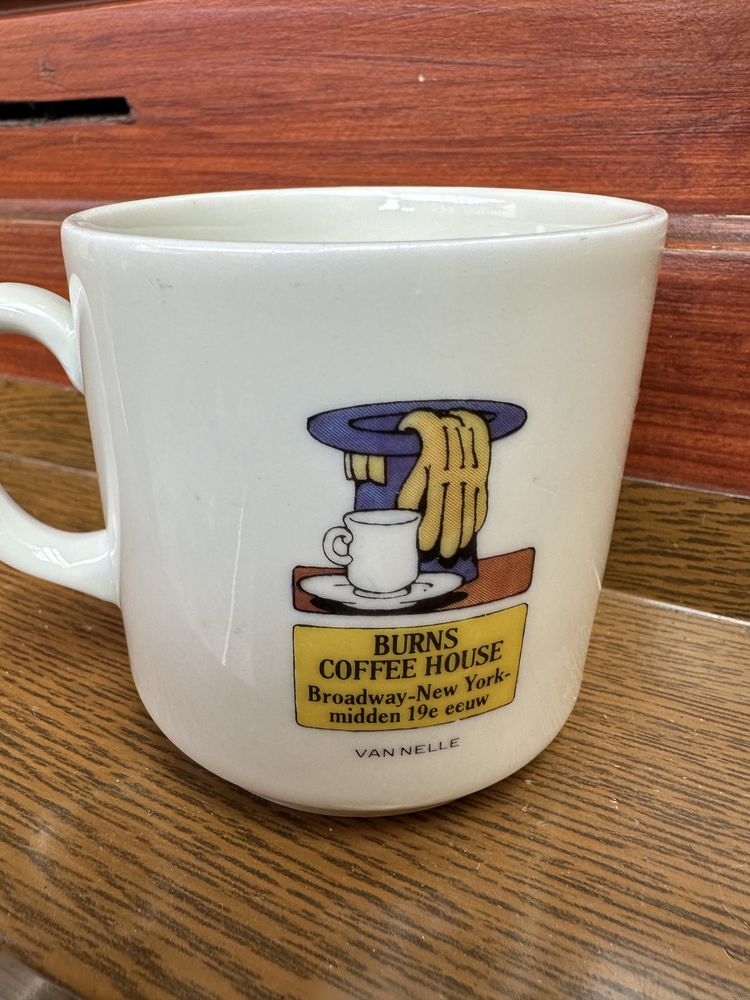 BURNS
COFFEE HOUSE
Broadway-New York-
midden 19e eeuw
VAN NELLE